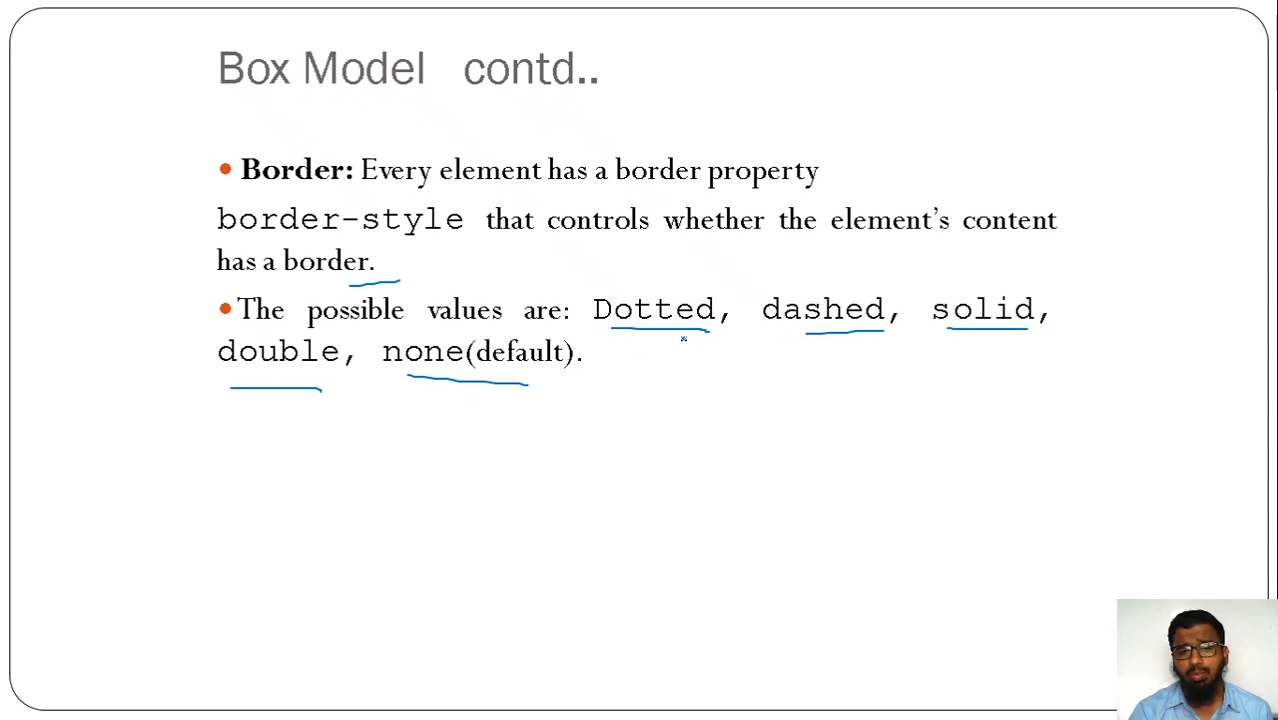 Box Model contd..
• Border: Every element has a border property
border-style that controls whether the element’s content
has a border.
•The possible values are: Dotted, dashed, solid,
double, none(default).